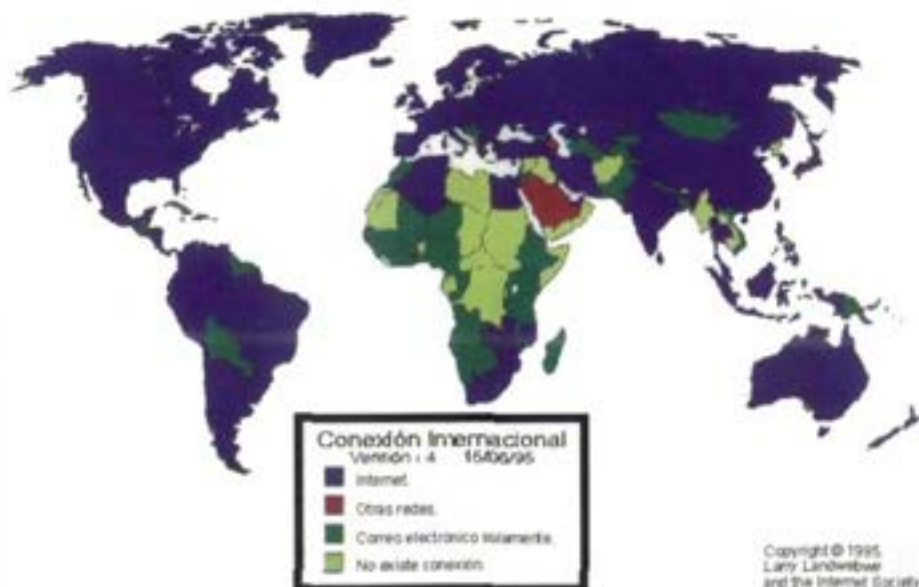 Conexión Internacional
Versión : 4 15/06/95
Internet.
Otras redes.
Correo electrónico solamente.
No existe conexión.
Copyright © 1995.
Larry Landweber
and the Internet Society